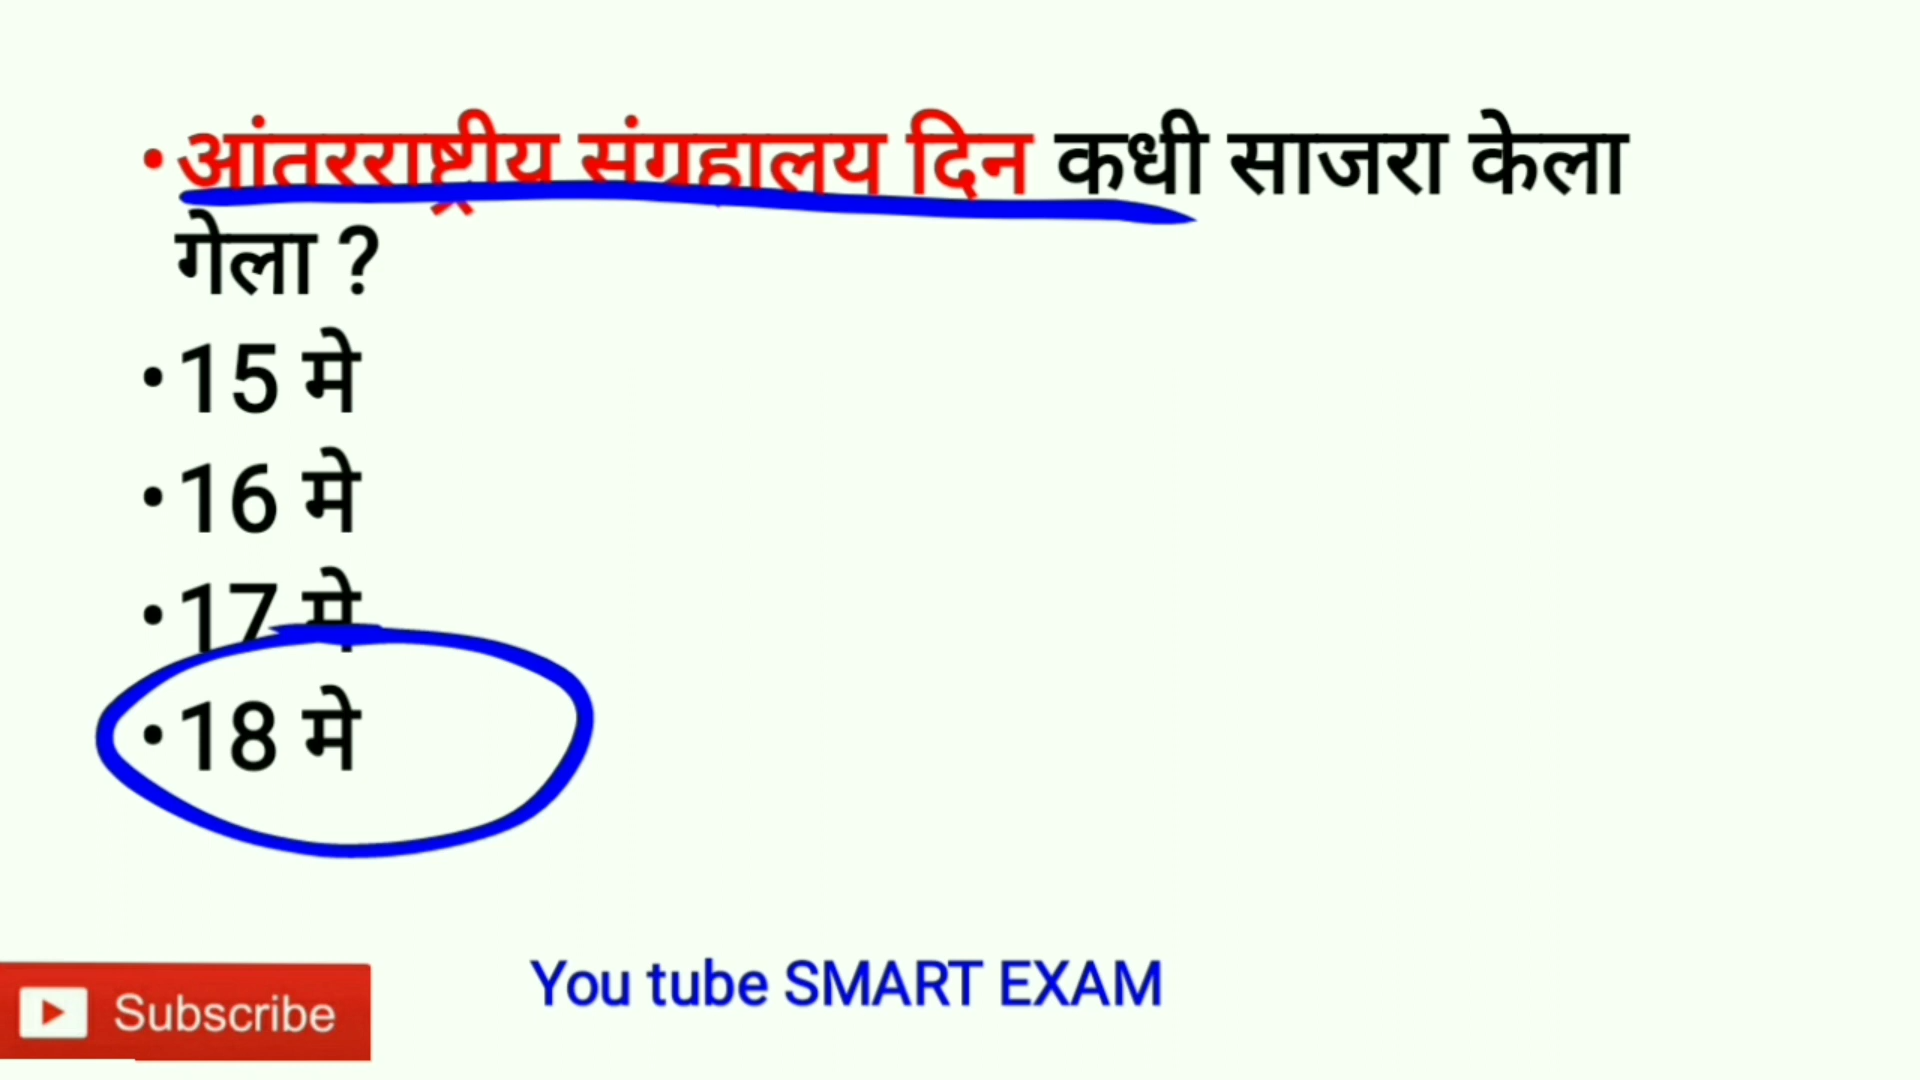 • आंतरराष्ट्रीय संग्रहालय दिन कधी साजरा केला
गेला ?
• 15 मे
• 16 मे
• 17 मे
• 18 मे
Subscribe
You tube SMART EXAM